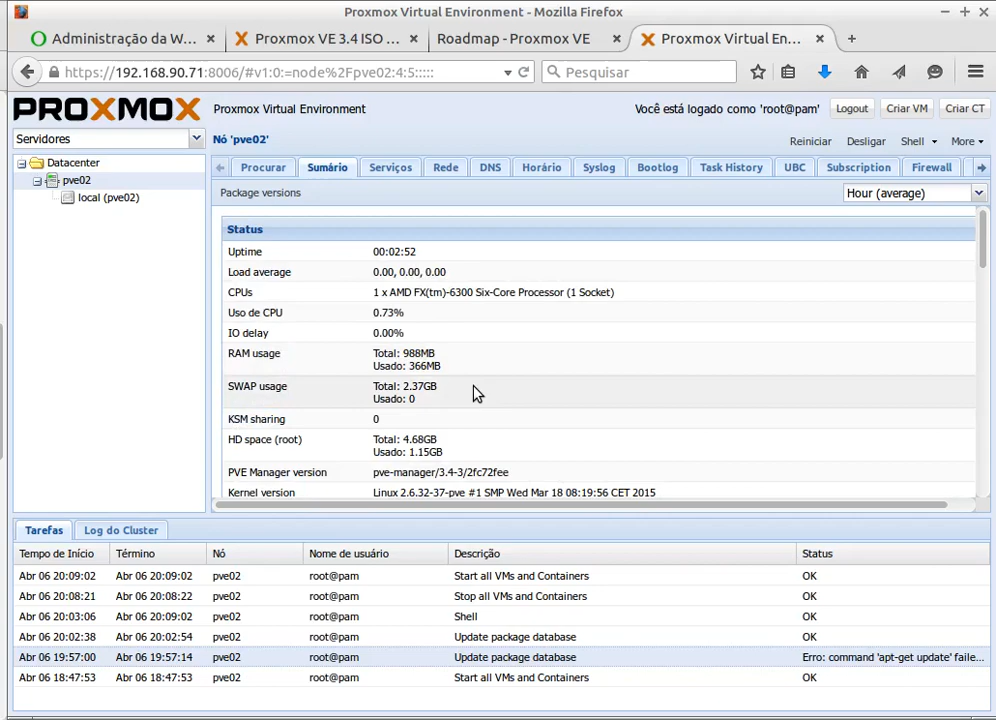 Proxmox Virtual Environment - Mozilla Firefox
Administração da W... × Proxmox VE 3.4 ISO ... × Roadmap - Proxmox VE × Proxmox Virtual En... × +
https://192.168.90.71:8006/#v1:0:=node%2Fpve02:4:5::::: Pesquisar
PROXMOX Proxmox Virtual Environment Você está logado como 'root@pam' Logout Criar VM Criar CT
Servidores Nó 'pve02' Reiniciar Desligar Shell More
Datacenter
pve02
local (pve02)
Procurar Sumário Serviços Rede DNS Horário Syslog Bootlog Task History UBC Subscription Firewall
Package versions Hour (average)
Status
Uptime 00:02:52
Load average 0.00, 0.00, 0.00
CPUs 1 x AMD FX(tm)-6300 Six-Core Processor (1 Socket)
Uso de CPU 0.73%
IO delay 0.00%
RAM usage Total: 988MB
Usado: 366MB
SWAP usage Total: 2.37GB
Usado: 0
KSM sharing 0
HD space (root) Total: 4.68GB
Usado: 1.15GB
PVE Manager version pve-manager/3.4-3/2fc72fee
Kernel version Linux 2.6.32-37-pve #1 SMP Wed Mar 18 08:19:56 CET 2015
Tarefas Log do Cluster
Tempo de Início Término Nó Nome de usuário Descrição Status
Abr 06 20:09:02 Abr 06 20:09:02 pve02 root@pam Start all VMs and Containers OK
Abr 06 20:08:21 Abr 06 20:08:22 pve02 root@pam Stop all VMs and Containers OK
Abr 06 20:03:06 Abr 06 20:09:02 pve02 root@pam Shell OK
Abr 06 20:02:38 Abr 06 20:02:54 pve02 root@pam Update package database OK
Abr 06 19:57:00 Abr 06 19:57:14 pve02 root@pam Update package database Erro: command 'apt-get update' faile...
Abr 06 18:47:53 Abr 06 18:47:53 pve02 root@pam Start all VMs and Containers OK